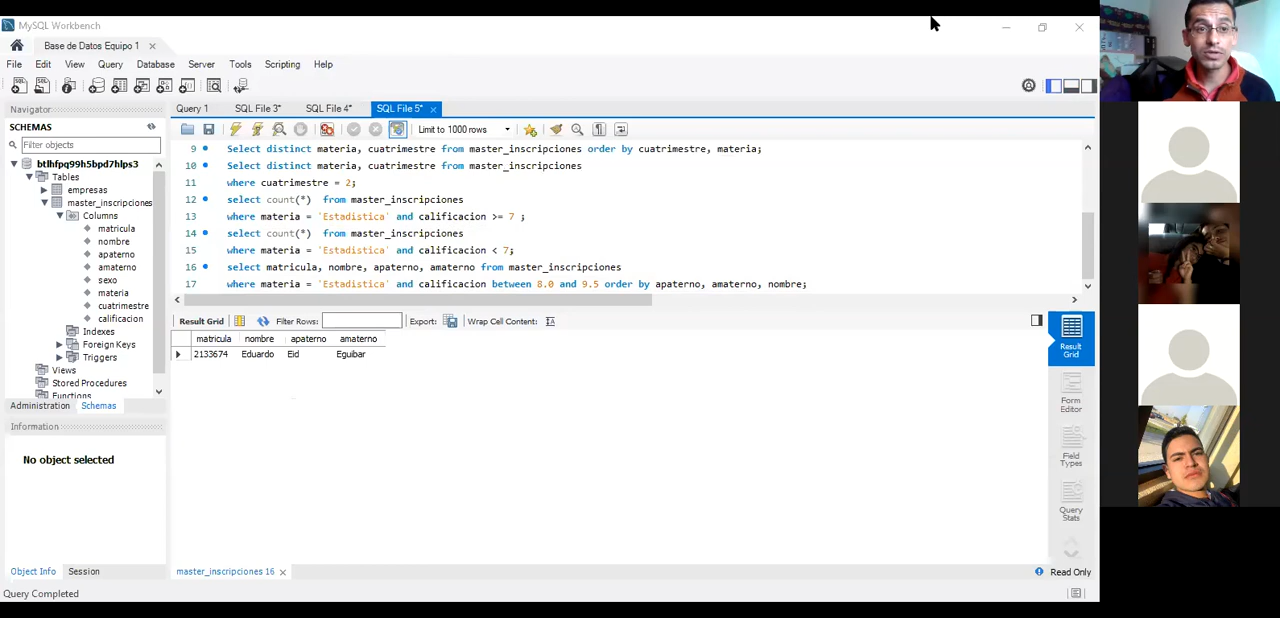 MySQL Workbench
Base de Datos Equipo 1
File Edit View Query Database Server Tools Scripting Help
Navigator
SCHEMAS
Filter objects
btlhfpq99h5bpd7hlps3
Tables
empresas
master_inscripciones
Columns
matricula
nombre
apaterno
amaterno
sexo
materia
cuatrimestre
calificacion
Indexes
Foreign Keys
Triggers
Views
Stored Procedures
Functions
Administration Schemas
Information
No object selected
Object Info Session
Query Completed
Query 1 SQL File 3* SQL File 4* SQL File 5*
Limit to 1000 rows
9 Select distinct materia, cuatrimestre from master_inscripciones order by cuatrimestre, materia;
10 Select distinct materia, cuatrimestre from master_inscripciones
11 where cuatrimestre = 2;
12 select count(*) from master_inscripciones
13 where materia = 'Estadistica' and calificacion >= 7 ;
14 select count(*) from master_inscripciones
15 where materia = 'Estadistica' and calificacion < 7;
16 select matricula, nombre, apaterno, amaterno from master_inscripciones
17 where materia = 'Estadistica' and calificacion between 8.0 and 9.5 order by apaterno, amaterno, nombre;
Result Grid Filter Rows: Export: Wrap Cell Content:
matricula nombre apaterno amaterno
2133674 Eduardo Eid Eguibar
Result
Grid
Form
Editor
Field
Types
Query
Stats
master_inscripciones 16
Read Only